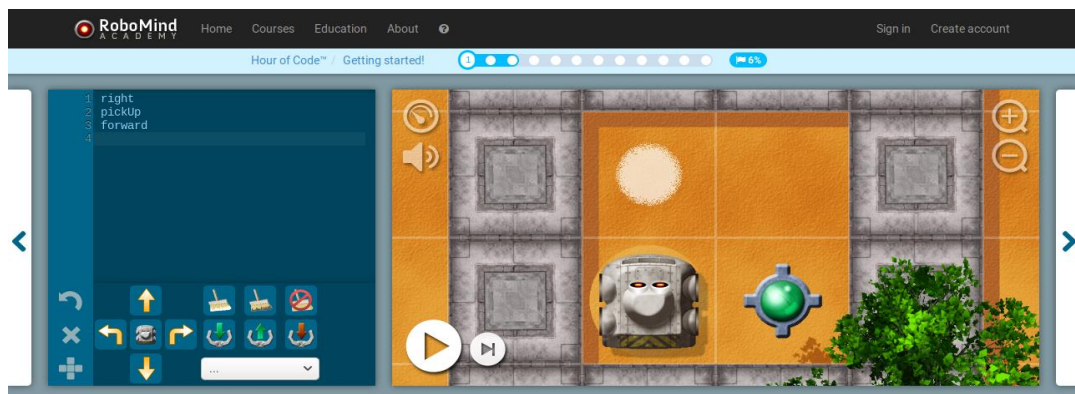 RoboMind
ACADEMY
Home Courses Education About ?
Sign in Create account
Hour of Code™ / Getting started! 1 6%
1 right
2 pickUp
3 forward
4
...